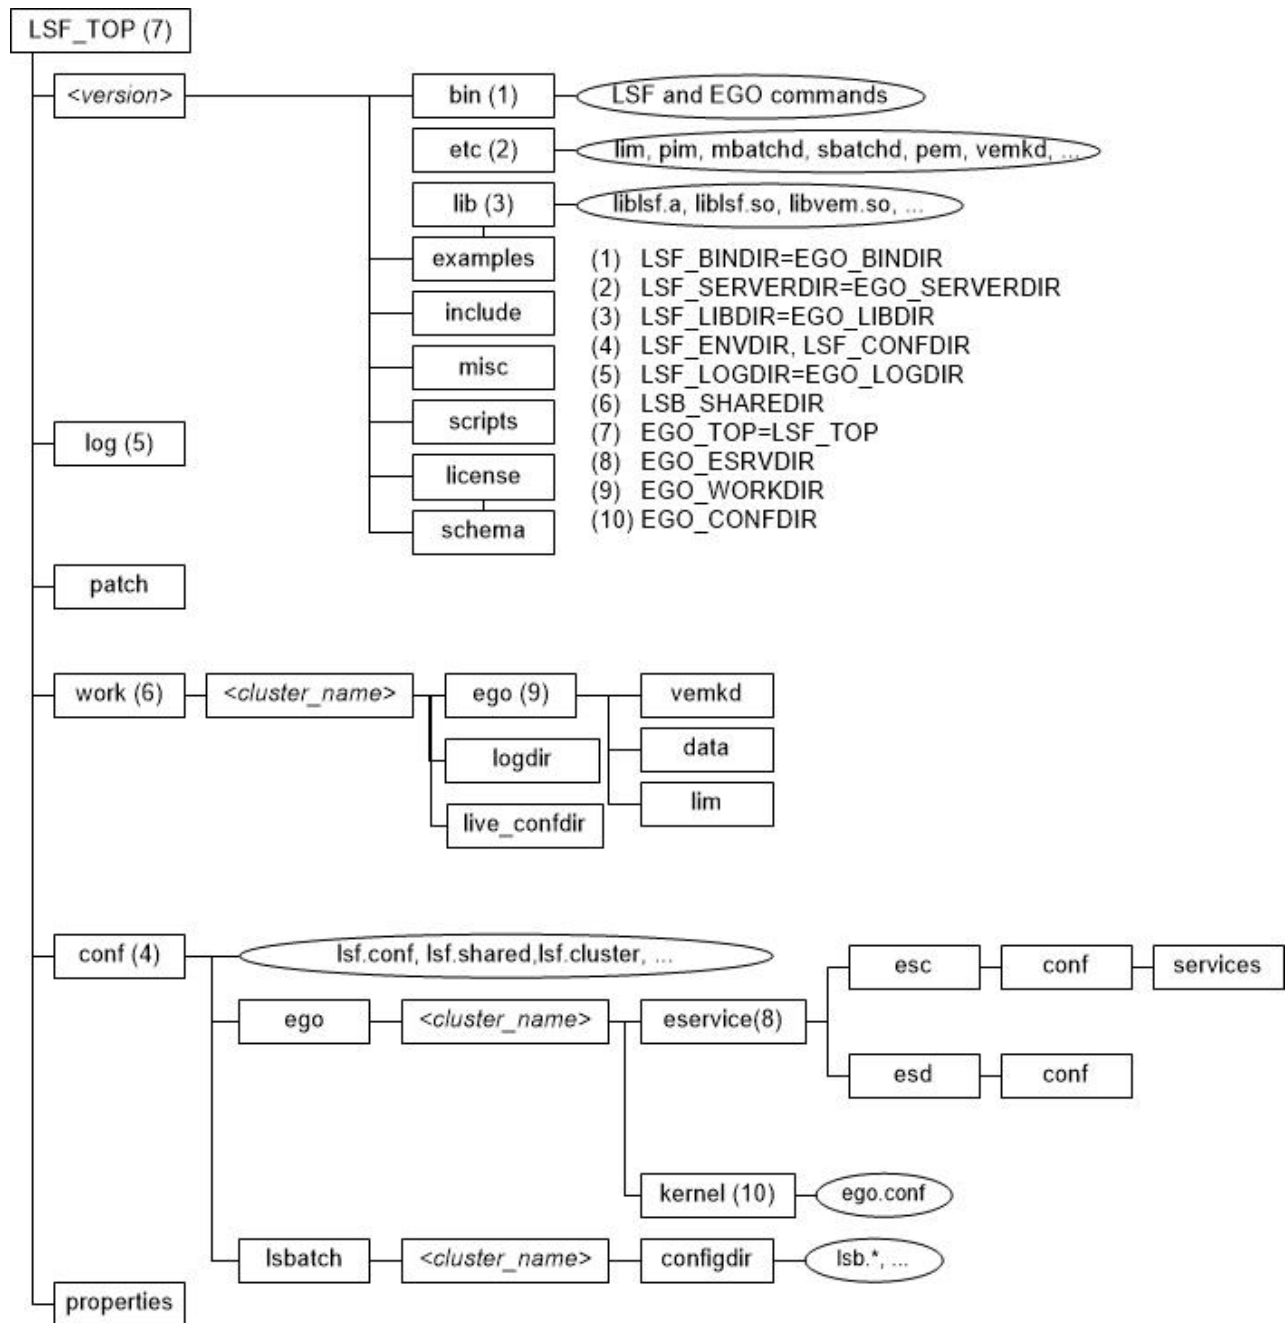 LSF_TOP (7)
<version>
bin (1)
LSF and EGO commands
etc (2)
lim, pim, mbatchd, sbatchd, pem, vemkd, ...
lib (3)
liblsf.a, liblsf.so, libvem.so, ...
examples
include
misc
scripts
license
schema
(1) LSF_BINDIR=EGO_BINDIR
(2) LSF_SERVERDIR=EGO_SERVERDIR
(3) LSF_LIBDIR=EGO_LIBDIR
(4) LSF_ENVDIR, LSF_CONFDIR
(5) LSF_LOGDIR=EGO_LOGDIR
(6) LSB_SHAREDIR
(7) EGO_TOP=LSF_TOP
(8) EGO_ESRVDIR
(9) EGO_WORKDIR
(10) EGO_CONFDIR
log (5)
patch
work (6)
<cluster_name>
ego (9)
vemkd
logdir
data
live_confdir
lim
conf (4)
lsf.conf, lsf.shared,lsf.cluster, ...
ego
<cluster_name>
eservice(8)
esc
conf
services
esd
conf
kernel (10)
ego.conf
lsbatch
<cluster_name>
configdir
lsb.*, ...
properties